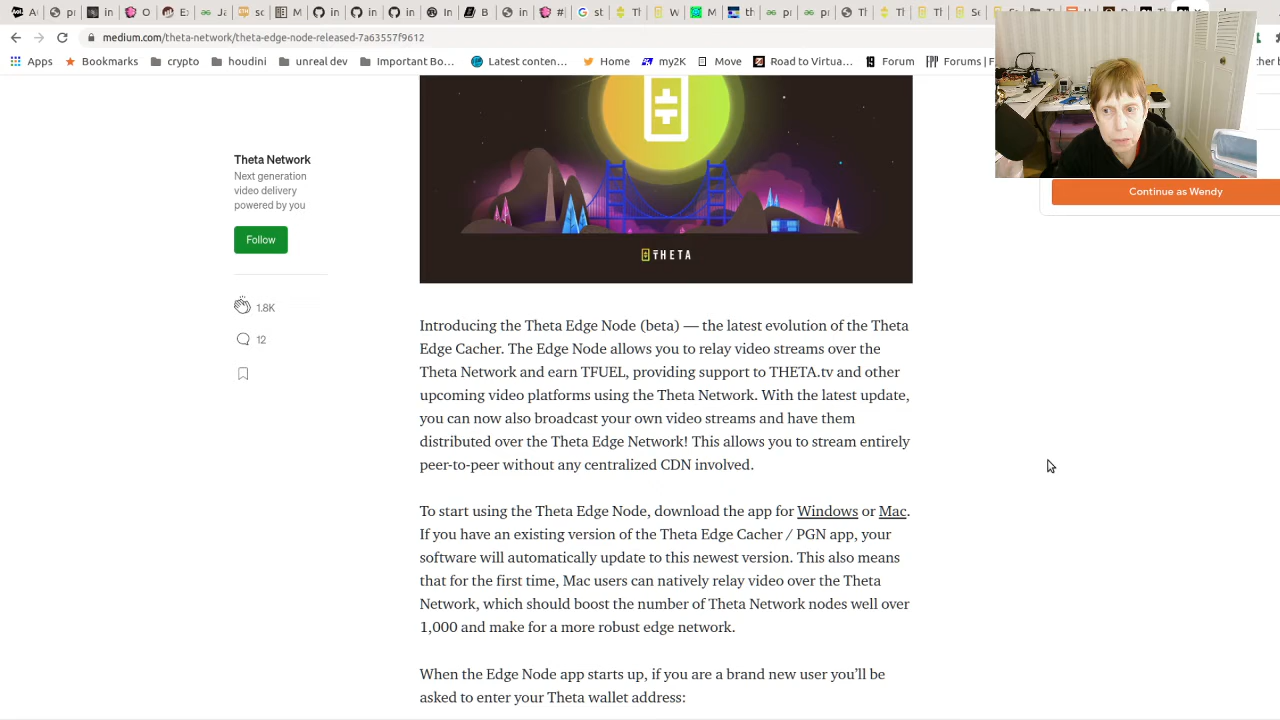 medium.com/theta-network/theta-edge-node-released-7a63557f9612
Apps Bookmarks crypto houdini unreal dev Important Bo... Latest conten... Home my2K Move Road to Virtua... Forum Forums | F
Theta Network
Next generation
video delivery
powered by you
Follow
1.8K
12
THETA
Continue as Wendy
Introducing the Theta Edge Node (beta) — the latest evolution of the Theta
Edge Cacher. The Edge Node allows you to relay video streams over the
Theta Network and earn TFUEL, providing support to THETA.tv and other
upcoming video platforms using the Theta Network. With the latest update,
you can now also broadcast your own video streams and have them
distributed over the Theta Edge Network! This allows you to stream entirely
peer-to-peer without any centralized CDN involved.
To start using the Theta Edge Node, download the app for Windows or Mac.
If you have an existing version of the Theta Edge Cacher / PGN app, your
software will automatically update to this newest version. This also means
that for the first time, Mac users can natively relay video over the Theta
Network, which should boost the number of Theta Network nodes well over
1,000 and make for a more robust edge network.
When the Edge Node app starts up, if you are a brand new user you’ll be
asked to enter your Theta wallet address: